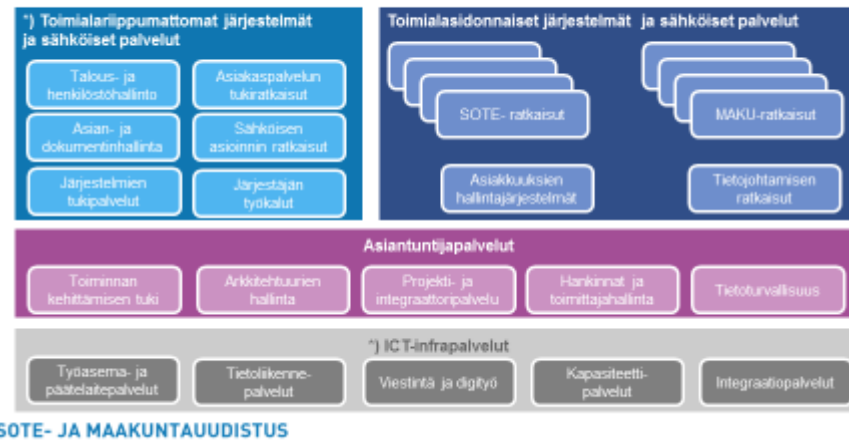 *) Toimialariippumattomat järjestelmät
ja sähköiset palvelut
Talous- ja
henkilöstöhallinto
Asiakaspalvelun
tukiratkaisut
Asian- ja
dokumentinhallinta
Sähköisen
asioinnin ratkaisut
Järjestelmien
tukipalvelut
Järjestäjän
työkalut
Toimialasidonnaiset järjestelmät ja sähköiset palvelut
SOTE- ratkaisut
MAKU-ratkaisut
Asiakkuuksien
hallintajärjestelmät
Tietojohtamisen
ratkaisut
Asiantuntijapalvelut
Toiminnan
kehittämisen tuki
Arkkitehtuurien
hallinta
Projekti- ja
integraattoripalvelu
Hankinnat ja
toimittajahallinta
Tietoturvallisuus
*) ICT-infrapalvelut
Työasema- ja
päätelaitepalvelut
Tietoliikenne-
palvelut
Viestintä ja digityö
Kapasiteetti-
palvelut
Integraatiopalvelut
SOTE- JA MAAKUNTAUUDISTUS